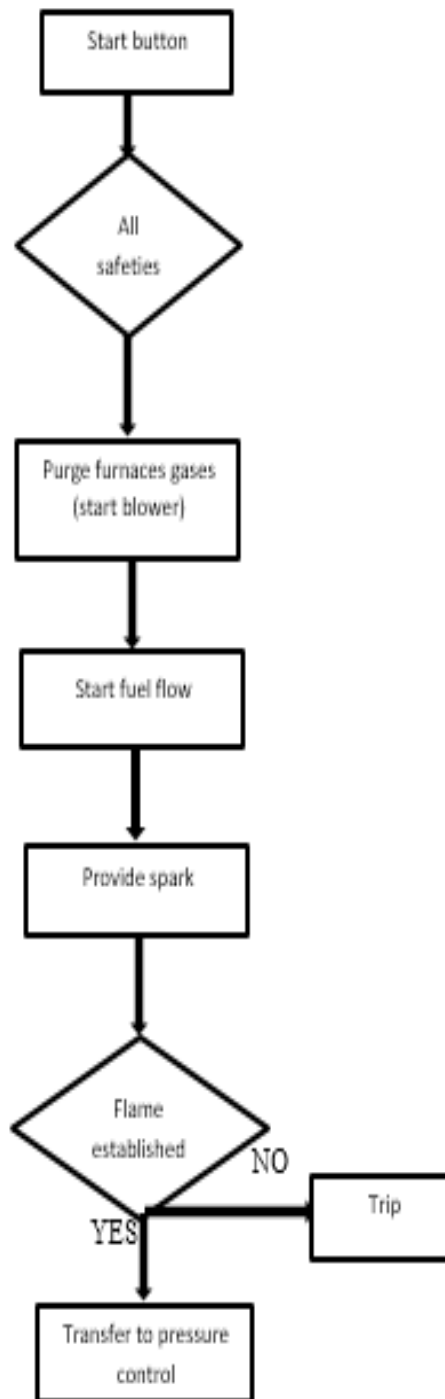 Start button
All
safeties
Purge furnaces gases
(start blower)
Start fuel flow
Provide spark
Flame
established
NO
Trip
YES
Transfer to pressure
control